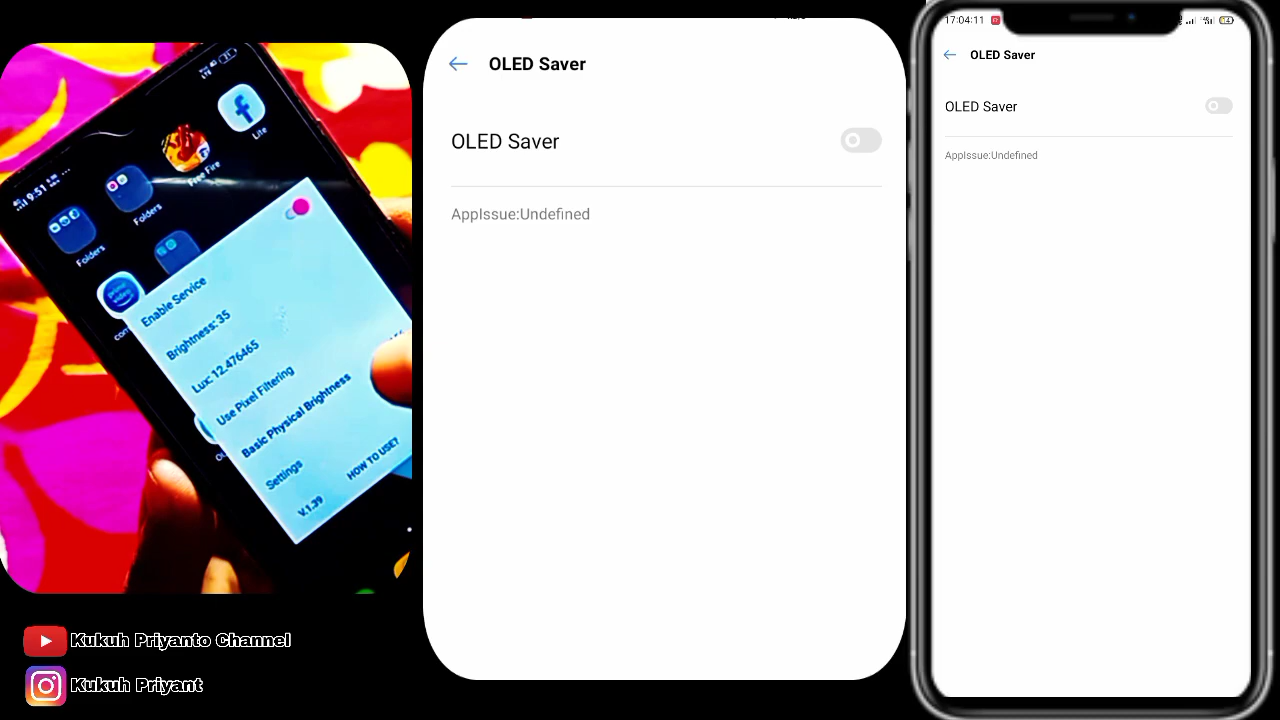 9:51
Lite
Free Fire
Folders
Folders
prime video
Enable Service
Brightness: 35
Lux: 12.476465
Use Pixel Filtering
Basic Physical Brightness
Settings
HOW TO USE?
V.1.39
Kukuh Priyanto Channel
Kukuh Priyant
OLED Saver
OLED Saver
AppIssue:Undefined
17:04:11
OLED Saver
OLED Saver
AppIssue:Undefined